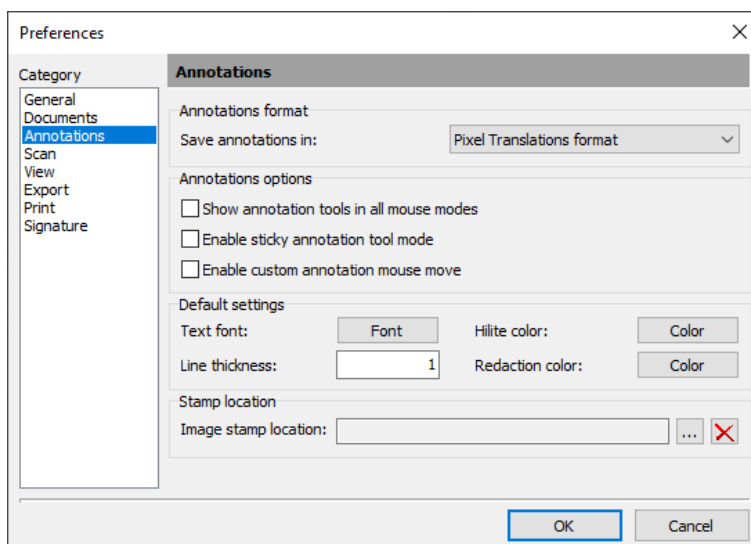 Preferences
Category
General
Documents
Annotations
Scan
View
Export
Print
Signature
Annotations
Annotations format
Save annotations in: Pixel Translations format
Annotations options
Show annotation tools in all mouse modes
Enable sticky annotation tool mode
Enable custom annotation mouse move
Default settings
Text font: Font Hilite color: Color
Line thickness: 1 Redaction color: Color
Stamp location
Image stamp location: ...
OK Cancel